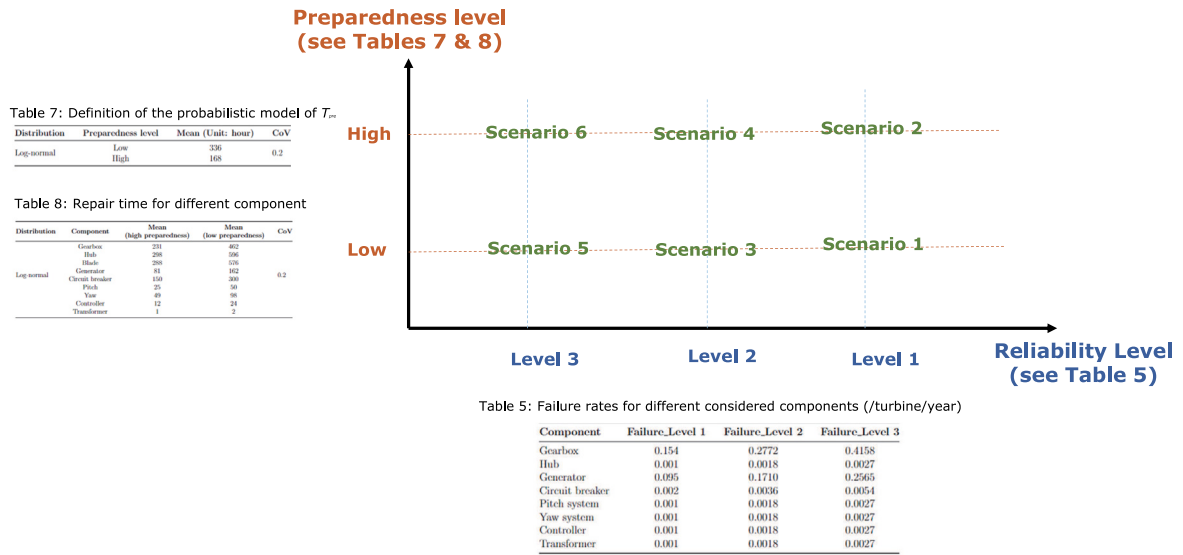 Preparedness level
(see Tables 7 & 8)
Table 7: Definition of the probabilistic model of Tpre
Distribution Preparedness level Mean (Unit: hour) CoV
Log-normal Low 336 0.2
High 168
Table 8: Repair time for different component
Distribution Component Mean (high preparedness) Mean (low preparedness) CoV
Gearbox 231 462
Hub 298 596
Blade 288 576
Generator 81 162
Log-normal Circuit breaker 150 300 0.2
Pitch 25 50
Yaw 49 98
Controller 12 24
Transformer 1 2
High
Scenario 6
Scenario 4
Scenario 2
Low
Scenario 5
Scenario 3
Scenario 1
Level 3
Level 2
Level 1
Reliability Level
(see Table 5)
Table 5: Failure rates for different considered components (/turbine/year)
Component Failure_Level 1 Failure_Level 2 Failure_Level 3
Gearbox 0.154 0.2772 0.4158
Hub 0.001 0.0018 0.0027
Generator 0.095 0.1710 0.2565
Circuit breaker 0.002 0.0036 0.0054
Pitch system 0.001 0.0018 0.0027
Yaw system 0.001 0.0018 0.0027
Controller 0.001 0.0018 0.0027
Transformer 0.001 0.0018 0.0027